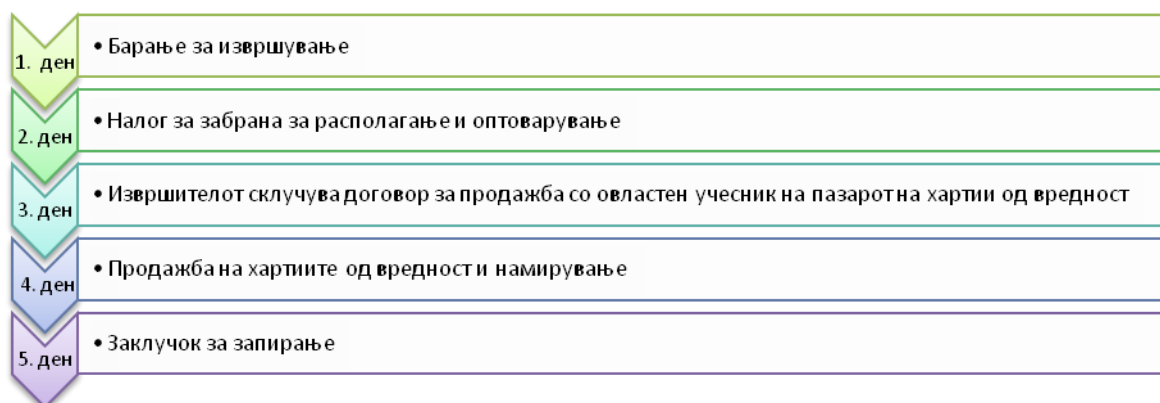 1. ден
• Барање за извршување
2. ден
• Налог за забрана за располагање и оптоварување
3. ден
• Извршителот склучува договор за продажба со овластен учесник на пазарот на хартии од вредност
4. ден
• Продажба на хартиите од вредност и намирување
5. ден
• Заклучок за запирање